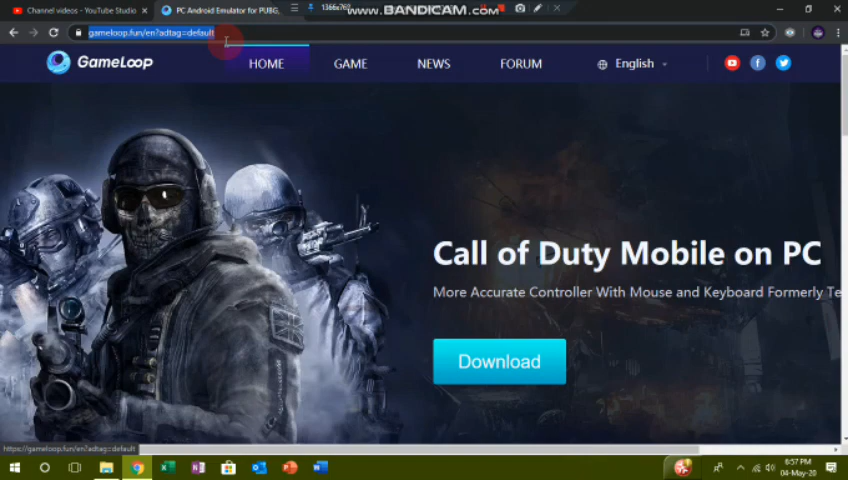 Channel videos - YouTube Studio
PC Android Emulator for PUBG
1366x768
www.BANDICAM.com
gameloop.fun/en?adtag=default
GameLoop
HOME
GAME
NEWS
FORUM
English
Call of Duty Mobile on PC
More Accurate Controller With Mouse and Keyboard Formerly Te
Download
https://gameloop.fun/en?adtag=default
6:57 PM
04-May-20